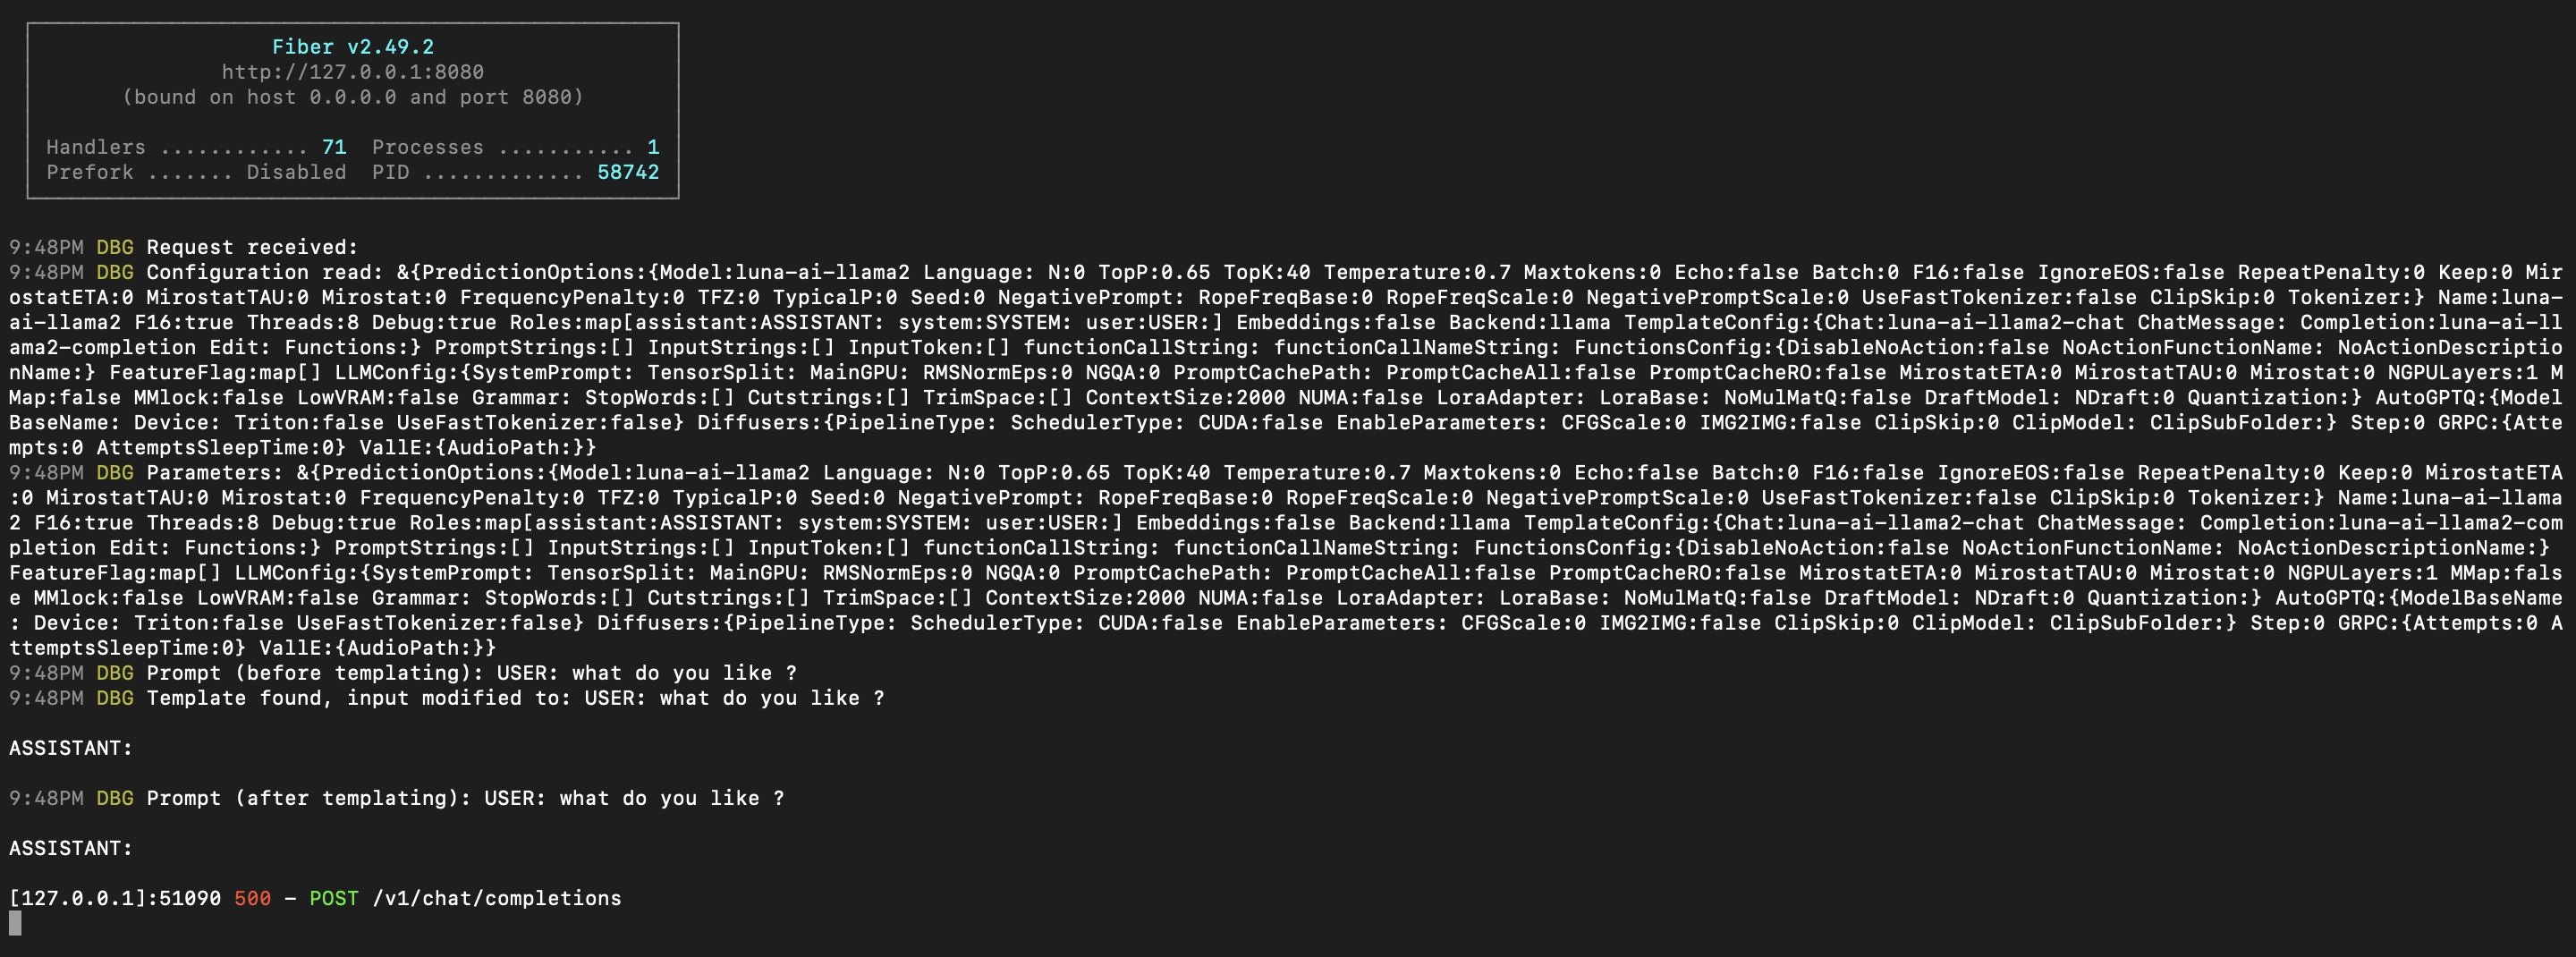 Fiber v2.49.2
http://127.0.0.1:8080
(bound on host 0.0.0.0 and port 8080)
Handlers ............ 71  Processes ........... 1
Prefork ....... Disabled  PID ............. 58742
9:48PM DBG Request received:
9:48PM DBG Configuration read: &{PredictionOptions:{Model:luna-ai-llama2 Language: N:0 TopP:0.65 TopK:40 Temperature:0.7 Maxtokens:0 Echo:false Batch:0 F16:false IgnoreEOS:false RepeatPenalty:0 Keep:0 Mir
ostatETA:0 MirostatTAU:0 Mirostat:0 FrequencyPenalty:0 TFZ:0 TypicalP:0 Seed:0 NegativePrompt: RopeFreqBase:0 RopeFreqScale:0 NegativePromptScale:0 UseFastTokenizer:false ClipSkip:0 Tokenizer:} Name:luna-
ai-llama2 F16:true Threads:8 Debug:true Roles:map[assistant:ASSISTANT: system:SYSTEM: user:USER:] Embeddings:false Backend:llama TemplateConfig:{Chat:luna-ai-llama2-chat ChatMessage: Completion:luna-ai-ll
ama2-completion Edit: Functions:} PromptStrings:[] InputStrings:[] InputToken:[] functionCallString: functionCallNameString: FunctionsConfig:{DisableNoAction:false NoActionFunctionName: NoActionDescriptio
nName:} FeatureFlag:map[] LLMConfig:{SystemPrompt: TensorSplit: MainGPU: RMSNormEps:0 NGQA:0 PromptCachePath: PromptCacheAll:false PromptCacheRO:false MirostatETA:0 MirostatTAU:0 Mirostat:0 NGPULayers:1 M
Map:false MMlock:false LowVRAM:false Grammar: StopWords:[] Cutstrings:[] TrimSpace:[] ContextSize:2000 NUMA:false LoraAdapter: LoraBase: NoMulMatQ:false DraftModel: NDraft:0 Quantization:} AutoGPTQ:{Model
BaseName: Device: Triton:false UseFastTokenizer:false} Diffusers:{PipelineType: SchedulerType: CUDA:false EnableParameters: CFGScale:0 IMG2IMG:false ClipSkip:0 ClipModel: ClipSubFolder:} Step:0 GRPC:{Atte
mpts:0 AttemptsSleepTime:0} VallE:{AudioPath:}}
9:48PM DBG Parameters: &{PredictionOptions:{Model:luna-ai-llama2 Language: N:0 TopP:0.65 TopK:40 Temperature:0.7 Maxtokens:0 Echo:false Batch:0 F16:false IgnoreEOS:false RepeatPenalty:0 Keep:0 MirostatETA
:0 MirostatTAU:0 Mirostat:0 FrequencyPenalty:0 TFZ:0 TypicalP:0 Seed:0 NegativePrompt: RopeFreqBase:0 RopeFreqScale:0 NegativePromptScale:0 UseFastTokenizer:false ClipSkip:0 Tokenizer:} Name:luna-ai-llama
2 F16:true Threads:8 Debug:true Roles:map[assistant:ASSISTANT: system:SYSTEM: user:USER:] Embeddings:false Backend:llama TemplateConfig:{Chat:luna-ai-llama2-chat ChatMessage: Completion:luna-ai-llama2-com
pletion Edit: Functions:} PromptStrings:[] InputStrings:[] InputToken:[] functionCallString: functionCallNameString: FunctionsConfig:{DisableNoAction:false NoActionFunctionName: NoActionDescriptionName:}
FeatureFlag:map[] LLMConfig:{SystemPrompt: TensorSplit: MainGPU: RMSNormEps:0 NGQA:0 PromptCachePath: PromptCacheAll:false PromptCacheRO:false MirostatETA:0 MirostatTAU:0 Mirostat:0 NGPULayers:1 MMap:fals
e MMlock:false LowVRAM:false Grammar: StopWords:[] Cutstrings:[] TrimSpace:[] ContextSize:2000 NUMA:false LoraAdapter: LoraBase: NoMulMatQ:false DraftModel: NDraft:0 Quantization:} AutoGPTQ:{ModelBaseName
: Device: Triton:false UseFastTokenizer:false} Diffusers:{PipelineType: SchedulerType: CUDA:false EnableParameters: CFGScale:0 IMG2IMG:false ClipSkip:0 ClipModel: ClipSubFolder:} Step:0 GRPC:{Attempts:0 A
ttemptsSleepTime:0} VallE:{AudioPath:}}
9:48PM DBG Prompt (before templating): USER: what do you like ?
9:48PM DBG Template found, input modified to: USER: what do you like ?
ASSISTANT:
9:48PM DBG Prompt (after templating): USER: what do you like ?
ASSISTANT:
[127.0.0.1]:51090 500 – POST /v1/chat/completions